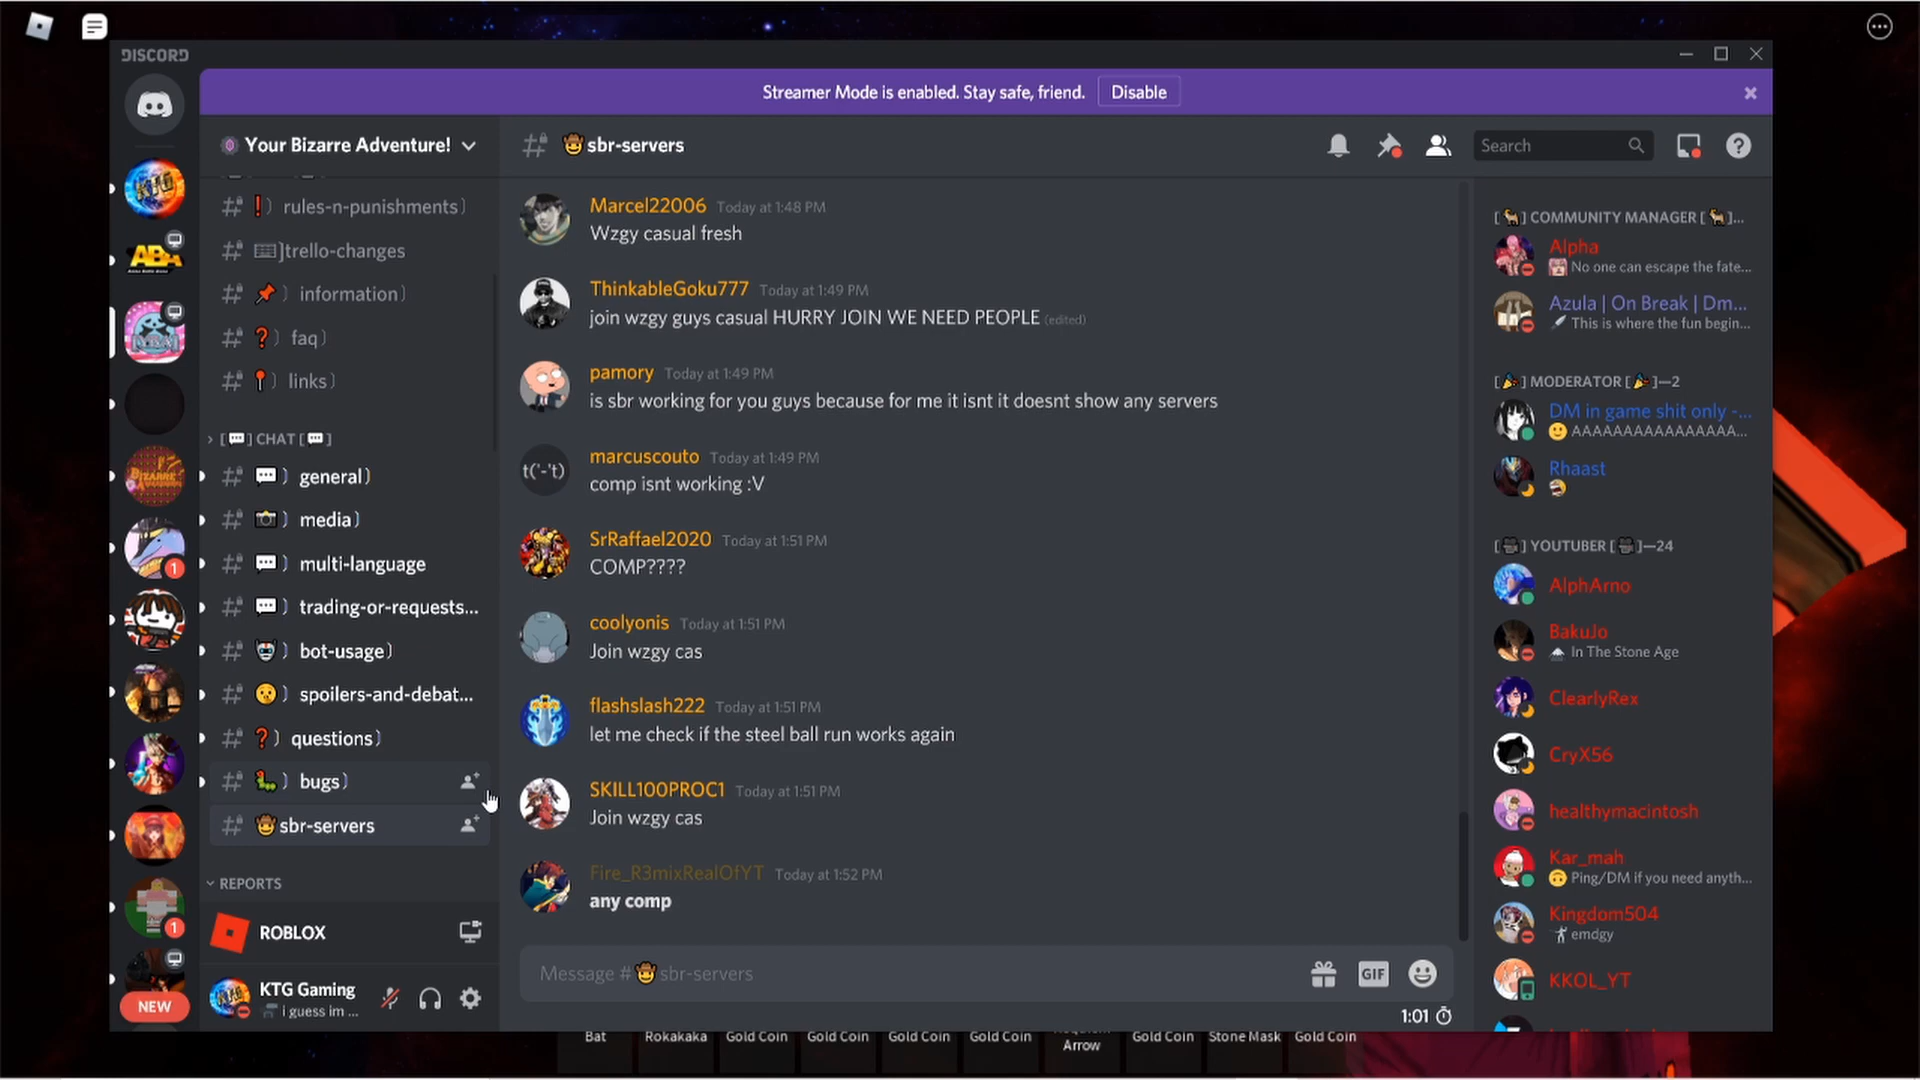 DISCORD
Streamer Mode is enabled. Stay safe, friend. Disable
Your Bizarre Adventure!
sbr-servers
Search
rules-n-punishments
trello-changes
information
faq
links
CHAT
general
media
multi-language
trading-or-requests...
bot-usage
spoilers-and-debat...
questions
bugs
sbr-servers
REPORTS
ROBLOX
KTG Gaming
i guess im ...
NEW
KTG
ABA
BIZARRE
1
1
Marcel22006 Today at 1:48 PM
Wzgy casual fresh
ThinkableGoku777 Today at 1:49 PM
join wzgy guys casual HURRY JOIN WE NEED PEOPLE (edited)
pamory Today at 1:49 PM
is sbr working for you guys because for me it isnt it doesnt show any servers
t('-'t)
marcuscouto Today at 1:49 PM
comp isnt working :V
SrRaffael2020 Today at 1:51 PM
COMP????
coolyonis Today at 1:51 PM
Join wzgy cas
flashslash222 Today at 1:51 PM
let me check if the steel ball run works again
SKILL100PROC1 Today at 1:51 PM
Join wzgy cas
Fire_R3mixRealOfYT Today at 1:52 PM
any comp
Message # sbr-servers
GIF
1:01
[ ] COMMUNITY MANAGER [ ]...
Alpha
No one can escape the fate...
Azula | On Break | Dm...
This is where the fun begin...
[ ] MODERATOR [ ]—2
DM in game shit only -...
AAAAAAAAAAAAAAAA...
Rhaast
[ ] YOUTUBER [ ]—24
AlphArno
BakuJo
In The Stone Age
ClearlyRex
CryX56
healthymacintosh
Kar_mah
Ping/DM if you need anyth...
Kingdom504
emdgy
KKOL_YT
Bat
Rokakaka
Gold Coin
Gold Coin
Gold Coin
Gold Coin
Arrow
Gold Coin
Stone Mask
Gold Coin